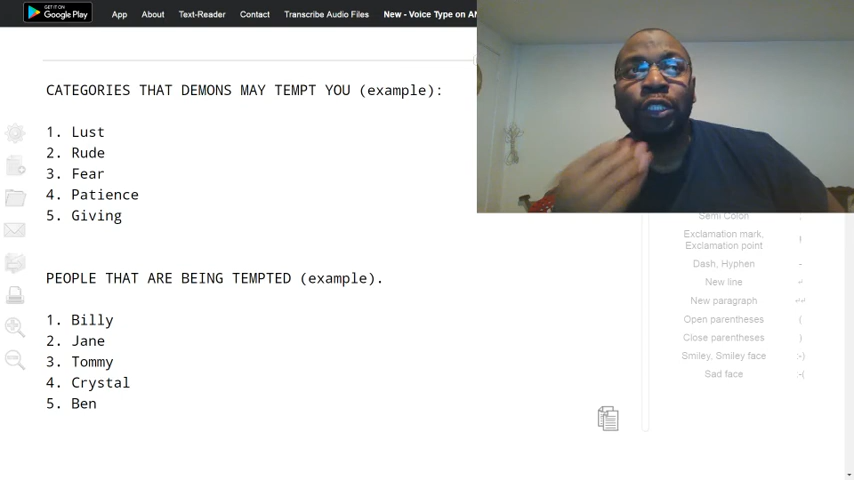 GET IT ON
Google Play
App About Text-Reader Contact Transcribe Audio Files New - Voice Type on AN
CATEGORIES THAT DEMONS MAY TEMPT YOU (example):
1. Lust
2. Rude
3. Fear
4. Patience
5. Giving
PEOPLE THAT ARE BEING TEMPTED (example).
1. Billy
2. Jane
3. Tommy
4. Crystal
5. Ben
Semi Colon ;
Exclamation mark,
Exclamation point !
Dash, Hyphen -
New line ↵
New paragraph ↵↵
Open parentheses (
Close parentheses )
Smiley, Smiley face :-)
Sad face :-(